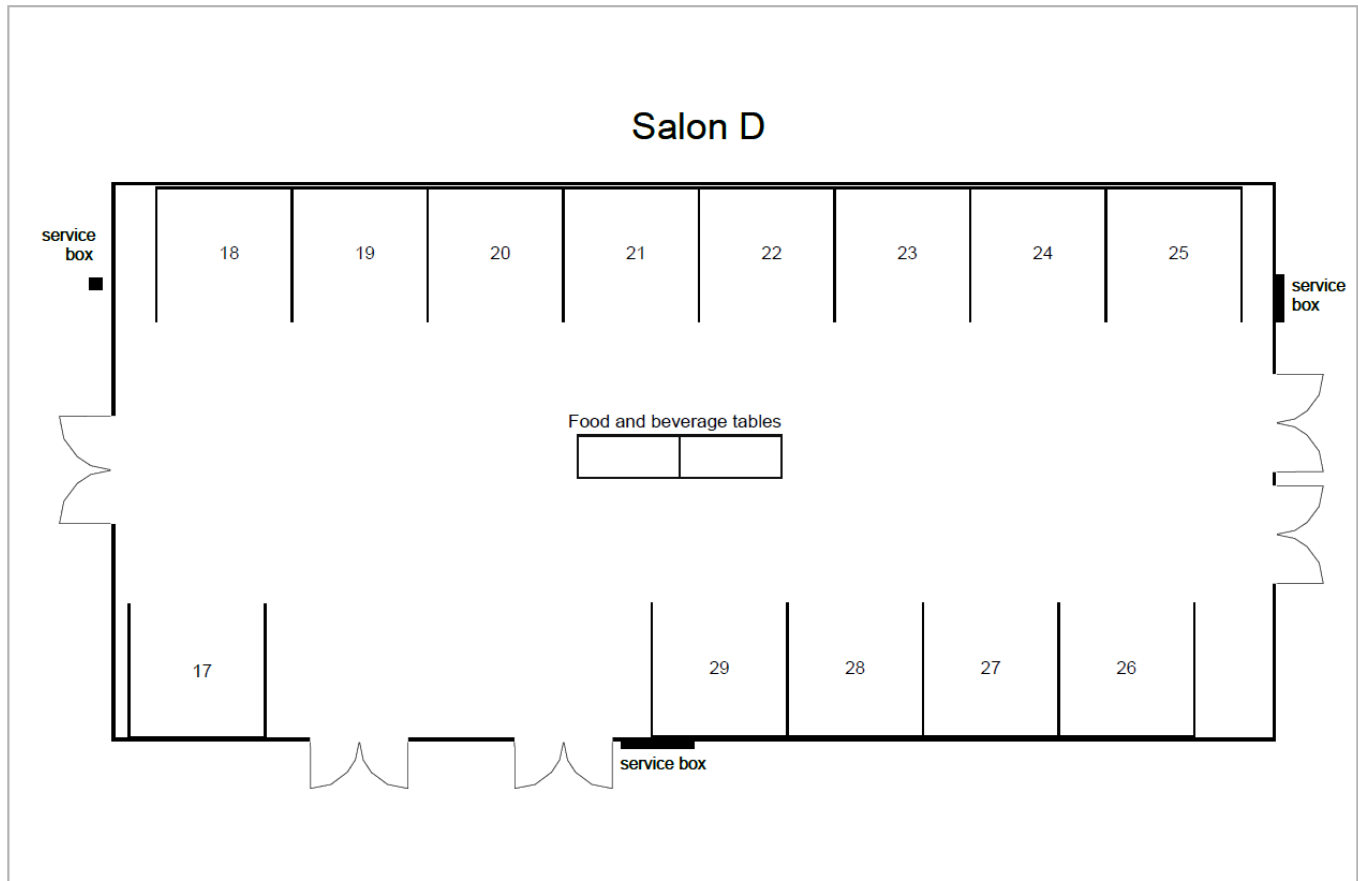 Salon D
service
box
18
19
20
21
22
23
24
25
service
box
Food and beverage tables
17
29
28
27
26
service box